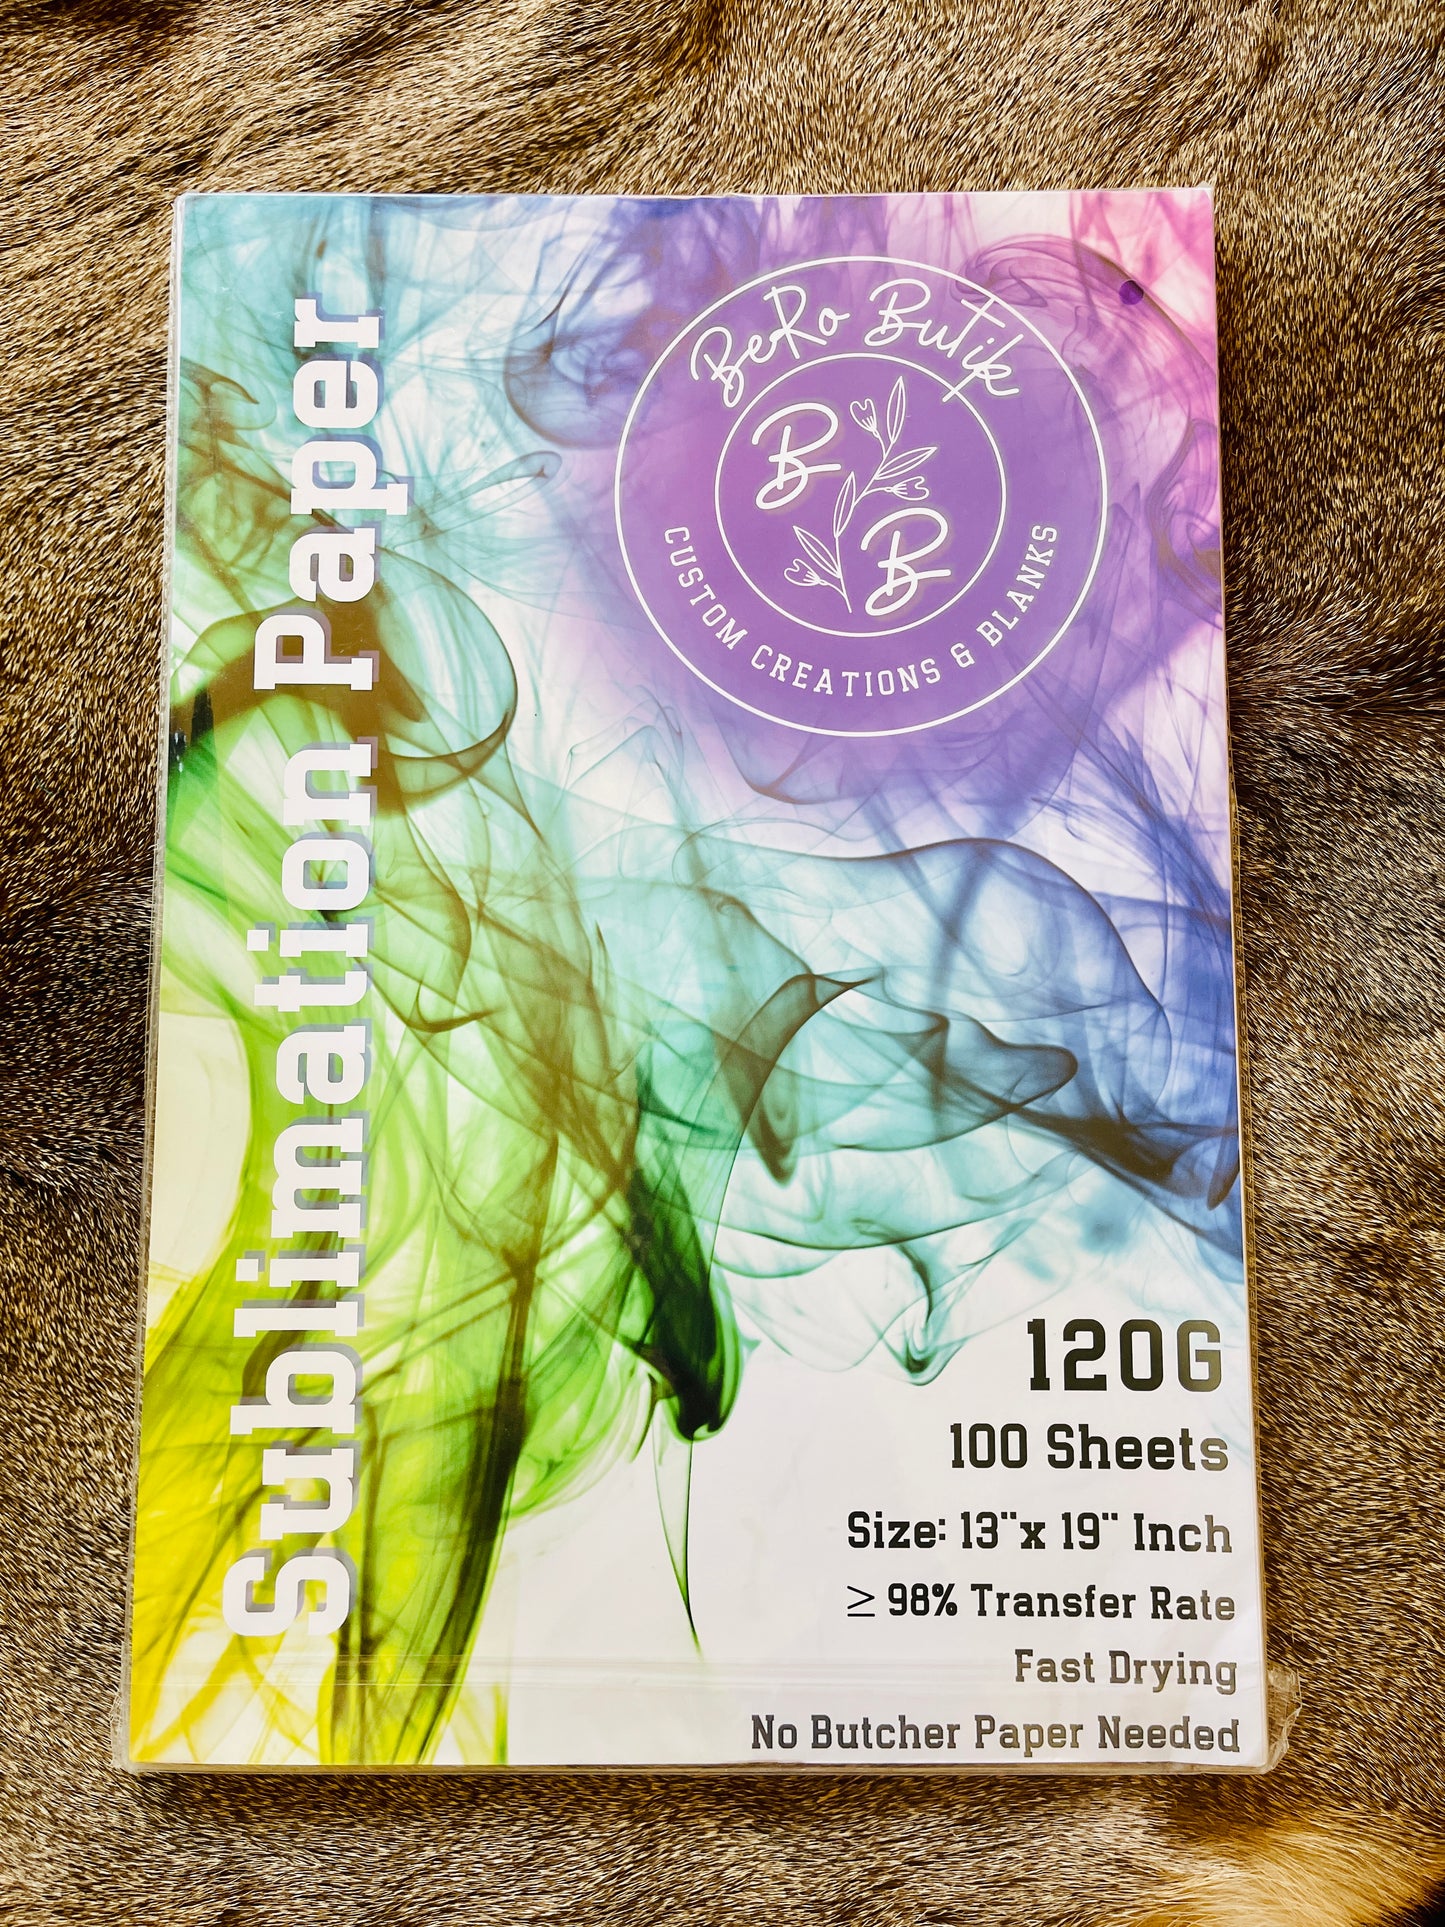 Sublimation Paper
BeRo Butik
B
B
CUSTOM CREATIONS & BLANKS
120G
100 Sheets
Size: 13"x 19" Inch
≥ 98% Transfer Rate
Fast Drying
No Butcher Paper Needed